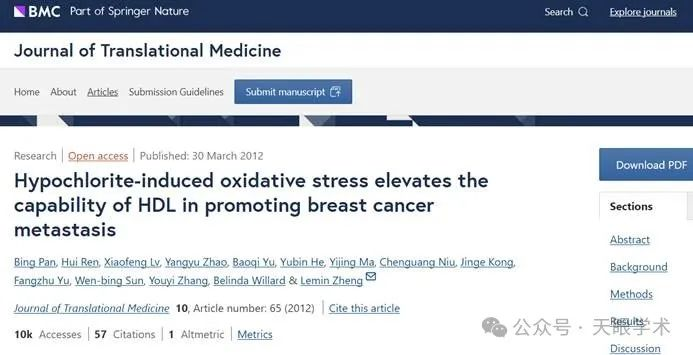 BMC Part of Springer Nature
Search
Explore journals
Journal of Translational Medicine
Home About Articles Submission Guidelines Submit manuscript
Research | Open access | Published: 30 March 2012
Download PDF
Hypochlorite-induced oxidative stress elevates the
capability of HDL in promoting breast cancer
metastasis
Bing Pan, Hui Ren, Xiaofeng Lv, Yangyu Zhao, Baoqi Yu, Yubin He, Yijing Ma, Chenguang Niu, Jinge Kong,
Fangzhu Yu, Wen-bing Sun, Youyi Zhang, Belinda Willard & Lemin Zheng
Journal of Translational Medicine 10, Article number: 65 (2012) | Cite this article
10k Accesses | 57 Citations | 1 Altmetric | Metrics
Sections
Abstract
Background
Methods
Results
Discussion
公众号 · 天眼学术